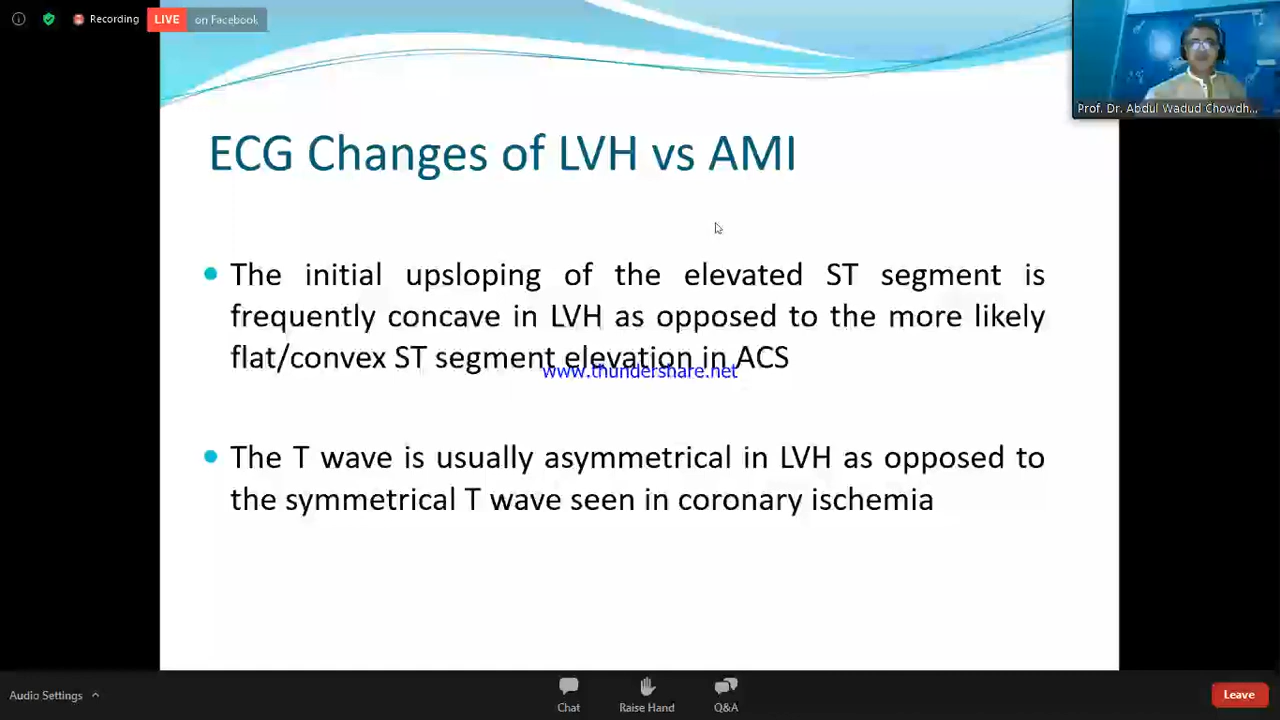 Recording
LIVE on Facebook
Prof. Dr. Abdul Wadud Chowdh...
ECG Changes of LVH vs AMI
The initial upsloping of the elevated ST segment is
frequently concave in LVH as opposed to the more likely
flat/convex ST segment elevation in ACS
www.thundershare.net
The T wave is usually asymmetrical in LVH as opposed to
the symmetrical T wave seen in coronary ischemia
Audio Settings
Chat
Raise Hand
Q&A
Leave